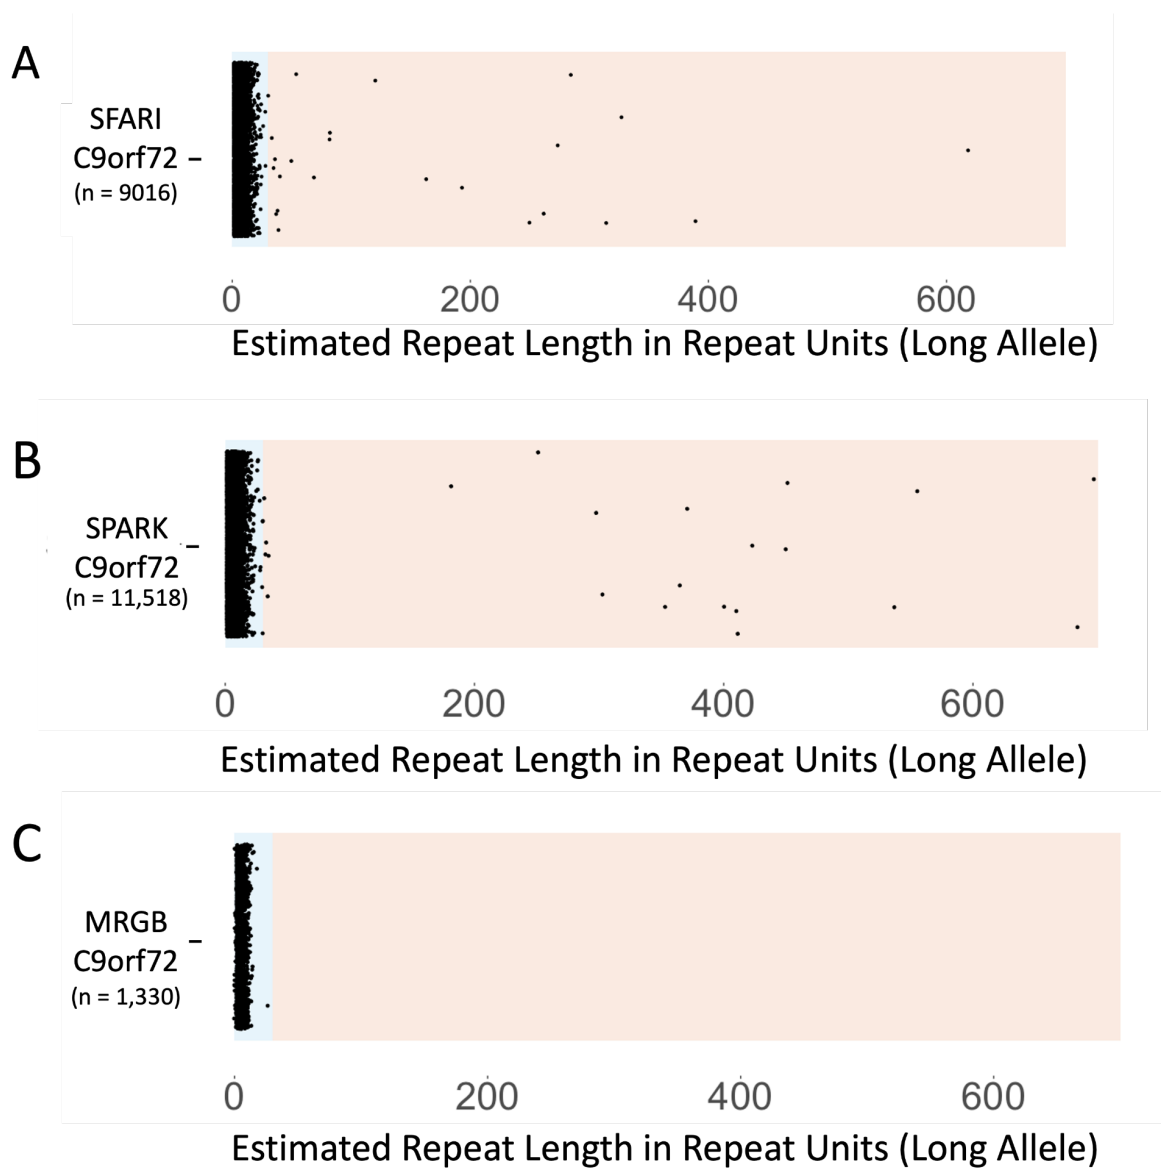 A
SFARI
C9orf72
(n = 9016)
0 200 400 600
Estimated Repeat Length in Repeat Units (Long Allele)
B
SPARK
C9orf72
(n = 11,518)
0 200 400 600
Estimated Repeat Length in Repeat Units (Long Allele)
C
MRGB
C9orf72
(n = 1,330)
0 200 400 600
Estimated Repeat Length in Repeat Units (Long Allele)